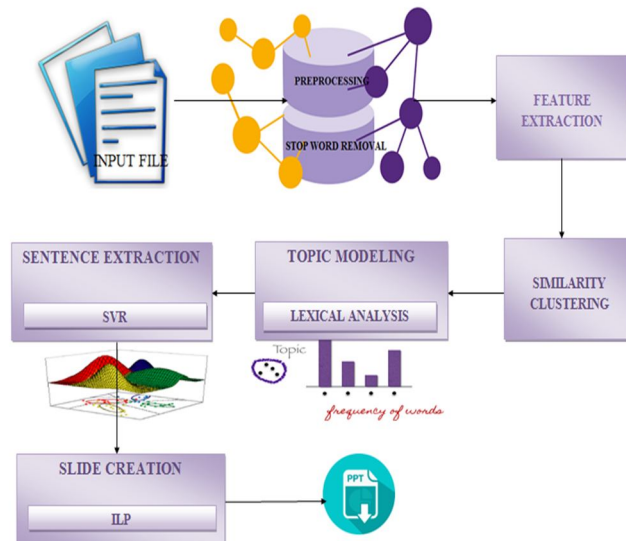 INPUT FILE
PREPROCESSING
STOP WORD REMOVAL
FEATURE
EXTRACTION
SENTENCE EXTRACTION
SVR
TOPIC MODELING
LEXICAL ANALYSIS
SIMILARITY
CLUSTERING
Topic
frequency of words
SLIDE CREATION
ILP
PPT